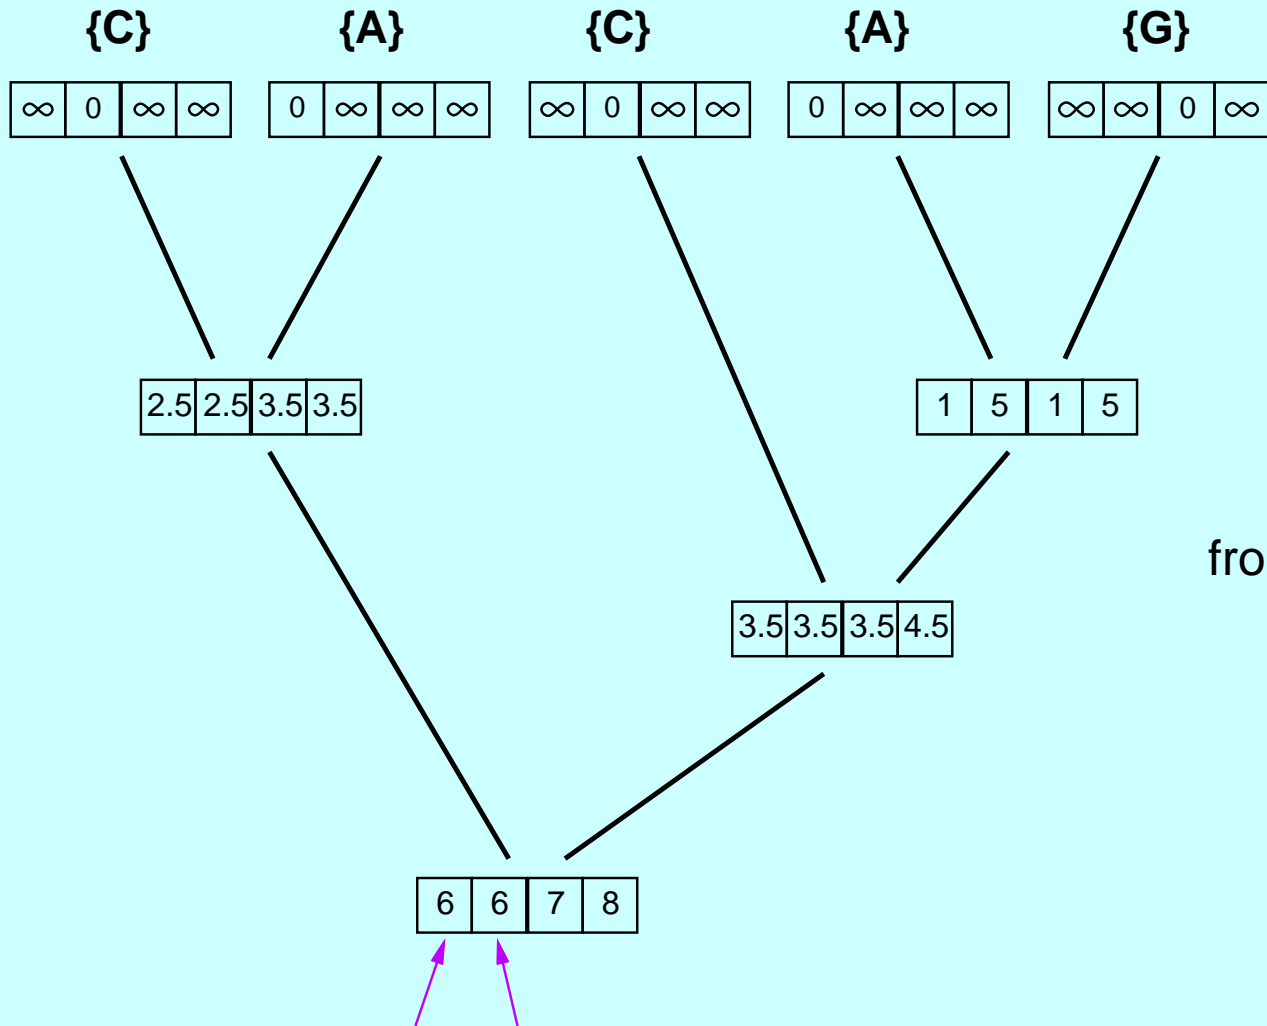 {C} {A} {C} {A} {G}
∞ 0 ∞ ∞ 0 ∞ ∞ ∞ ∞ 0 ∞ ∞ 0 ∞ ∞ ∞ ∞ ∞ 0 ∞
2.5 2.5 3.5 3.5 1 5 1 5
fro
3.5 3.5 3.5 4.5
6 6 7 8